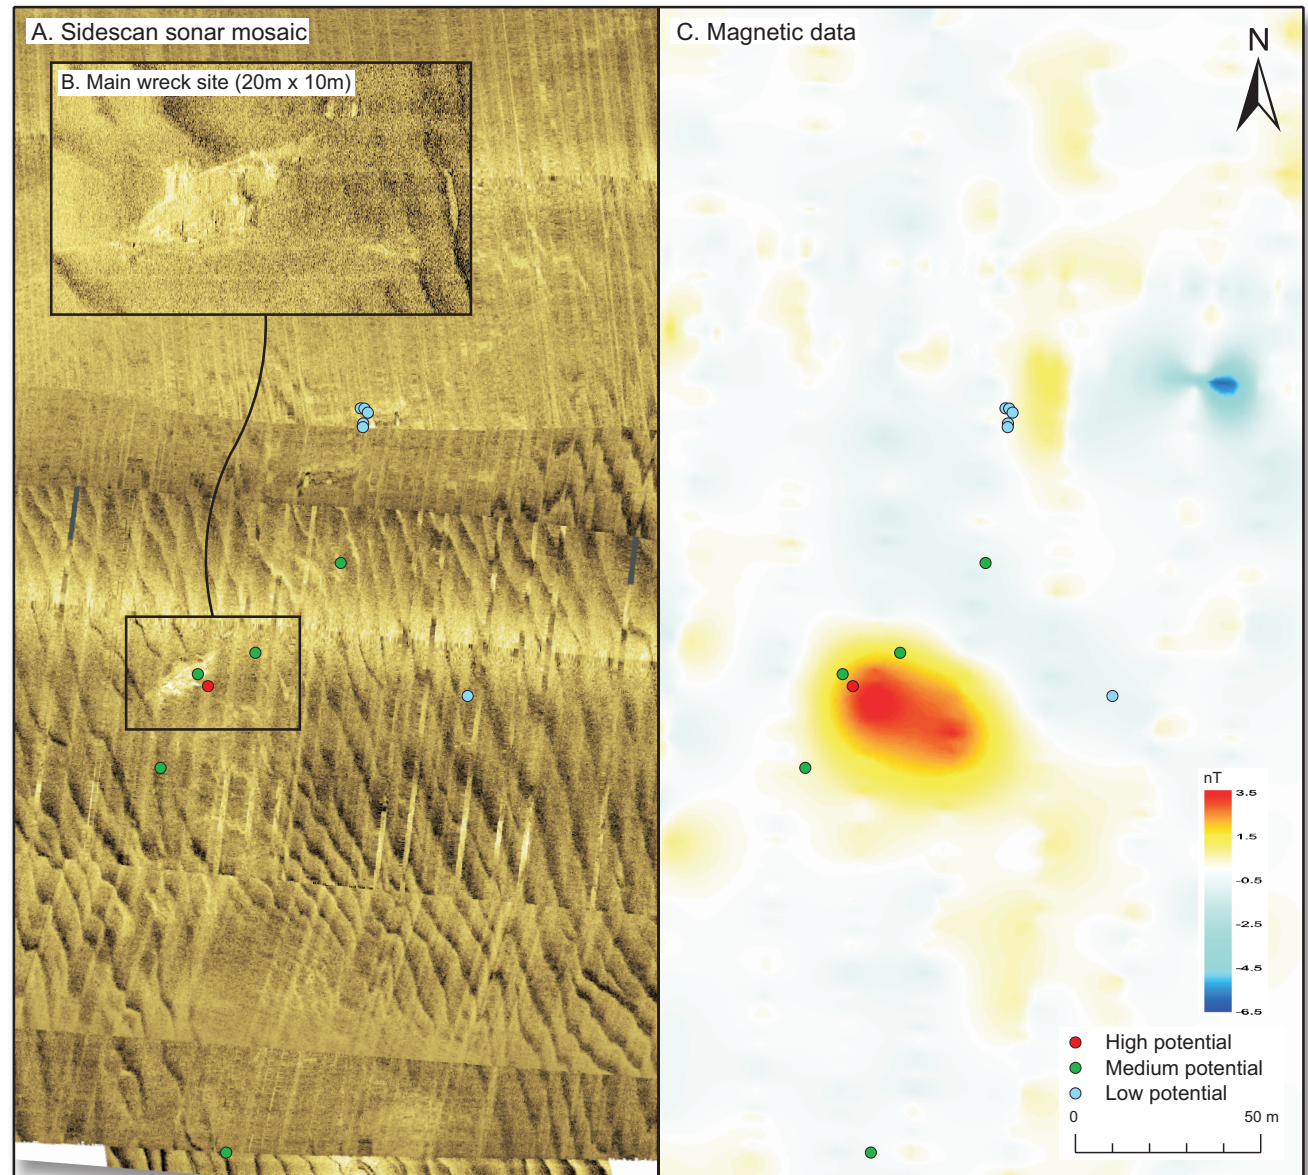 A. Sidescan sonar mosaic
B. Main wreck site (20m x 10m)
C. Magnetic data
N
nT
3.5
1.5
-0.5
-2.5
-4.5
-6.5
High potential
Medium potential
Low potential
0 50 m